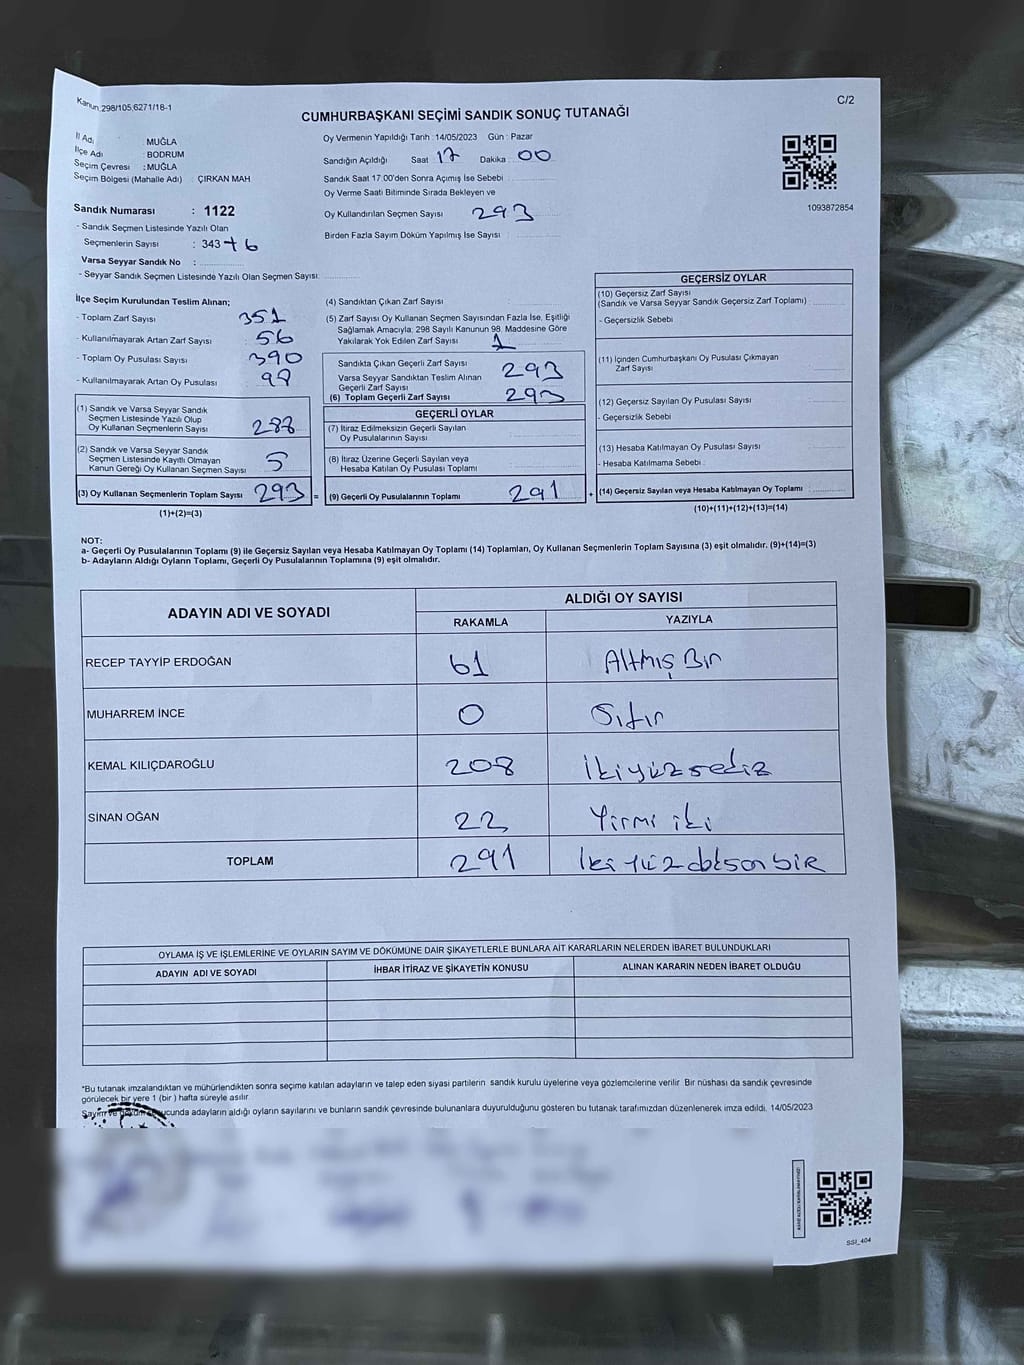 Kanun 298/105,6271/18-1
C/2
CUMHURBAŞKANI SEÇİMİ SANDIK SONUÇ TUTANAĞI
İl Adı : MUĞLA
İlçe Adı : BODRUM
Seçim Çevresi : MUĞLA
Seçim Bölgesi (Mahalle Adı) : ÇIRKAN MAH
Oy Vermenin Yapıldığı Tarih : 14/05/2023 Gün : Pazar
Sandığın Açıldığı Saat 17 Dakika : 00
Sandık Saat 17:00'den Sonra Açımış İse Sebebi
Oy Verme Saati Bitiminde Sırada Bekleyen ve
Oy Kullandırılan Seçmen Sayısı 293
Birden Fazla Sayım Döküm Yapılmış İse Sayısı
1093872854
Sandık Numarası : 1122
- Sandık Seçmen Listesinde Yazılı Olan
Seçmenlerin Sayısı : 343 + 6
Varsa Seyyar Sandık No :
- Seyyar Sandık Seçmen Listesinde Yazılı Olan Seçmen Sayısı:
İlçe Seçim Kurulundan Teslim Alınan;
- Toplam Zarf Sayısı 351
- Kullanılmayarak Artan Zarf Sayısı : 56
- Toplam Oy Pusulası Sayısı 390
- Kullanılmayarak Artan Oy Pusulası
(1) Sandık ve Varsa Seyyar Sandık
Seçmen Listesinde Yazılı Olup
Oy Kullanan Seçmenlerin Sayısı 288
(2) Sandık ve Varsa Seyyar Sandık
Seçmen Listesinde Kayıtlı Olmayan
Kanun Gereği Oy Kullanan Seçmen Sayısı 5
(3) Oy Kullanan Seçmenlerin Toplam Sayısı 293 =
(1)+(2)=(3)
(4) Sandıktan Çıkan Zarf Sayısı
(5) Zarf Sayısı Oy Kullanan Seçmen Sayısından Fazla İse, Eşitliği
Sağlamak Amacıyla, 298 Sayılı Kanunun 98. Maddesine Göre
Yakılarak Yok Edilen Zarf Sayısı 1
Sandıkta Çıkan Geçerli Zarf Sayısı 293
Varsa Seyyar Sandıktan Teslim Alınan
Geçerli Zarf Sayısı
(6) Toplam Geçerli Zarf Sayısı 293
GEÇERLİ OYLAR
(7) İtiraz Edilmeksizin Geçerli Sayılan
Oy Pusulalarının Sayısı
(8) İtiraz Üzerine Geçerli Sayılan veya
Hesaba Katılan Oy Pusulası Toplamı
(9) Geçerli Oy Pusulalarının Toplamı 291 +
GEÇERSİZ OYLAR
(10) Geçersiz Zarf Sayısı
(Sandık ve Varsa Seyyar Sandık Geçersiz Zarf Toplamı)
- Geçersizlik Sebebi
(11) İçinden Cumhurbaşkanı Oy Pusulası Çıkmayan
Zarf Sayısı
(12) Geçersiz Sayılan Oy Pusulası Sayısı
- Geçersizlik Sebebi
(13) Hesaba Katılmayan Oy Pusulası Sayısı
- Hesaba Katılmama Sebebi :
(14) Geçersiz Sayılan veya Hesaba Katılmayan Oy Toplamı
(10)+(11)+(12)+(13)=(14)
NOT:
a- Geçerli Oy Pusulalarının Toplamı (9) ile Geçersiz Sayılan veya Hesaba Katılmayan Oy Toplamı (14) Toplamları, Oy Kullanan Seçmenlerin Toplam Sayısına (3) eşit olmalıdır. (9)+(14)=(3)
b- Adayların Aldığı Oyların Toplamı, Geçerli Oy Pusulalarının Toplamına (9) eşit olmalıdır.
ADAYIN ADI VE SOYADI
ALDIĞI OY SAYISI
RAKAMLA YAZIYLA
RECEP TAYYİP ERDOĞAN 61 Altmış Bir
MUHARREM İNCE 0 Sıfır
KEMAL KILIÇDAROĞLU 208 İkiyüzsekiz
SİNAN OĞAN 22 Yirmi iki
TOPLAM 291 İki yüz doksan biR
OYLAMA İŞ VE İŞLEMLERİNE VE OYLARIN SAYIM VE DÖKÜMÜNE DAİR ŞİKAYETLERLE BUNLARA AİT KARARLARIN NELERDEN İBARET BULUNDUKLARI
ADAYIN ADI VE SOYADI İHBAR İTİRAZ VE ŞİKAYETİN KONUSU ALINAN KARARIN NEDEN İBARET OLDUĞU
*Bu tutanak imzalandıktan ve mühürlendikten sonra seçime katılan adayların ve talep eden siyasi partilerin sandık kurulu üyelerine veya gözlemcilerine verilir. Bir nüshası da sandık çevresinde
görülecek bir yere 1 (bir) hafta süreyle asılır.
Sayım ve ucunda adayların aldığı oyların sayılarını ve bunların sandık çevresinde bulunanlara duyurulduğunu gösteren bu tutanak tarafımızdan düzenlenerek imza edildi. 14/05/2023
SSI_404